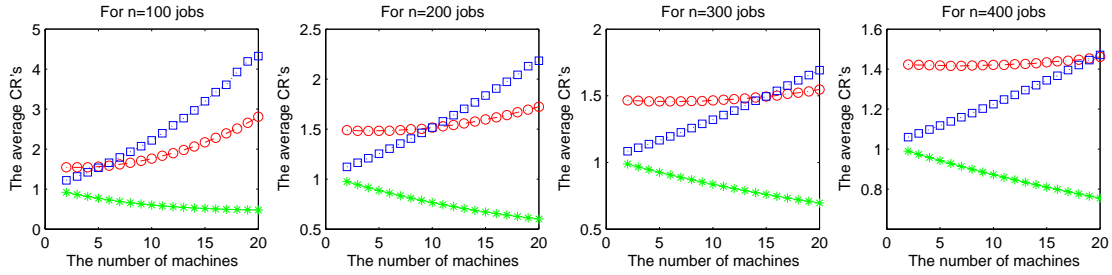 For n=100 jobs
The average CR's
5
4
3
2
1
0
0 5 10 15 20
The number of machines
For n=200 jobs
The average CR's
2.5
2
1.5
1
0.5
0 5 10 15 20
The number of machines
For n=300 jobs
The average CR's
2
1.5
1
0.5
0 5 10 15 20
The number of machines
For n=400 jobs
The average CR's
1.6
1.4
1.2
1
0.8
0 5 10 15 20
The number of machines